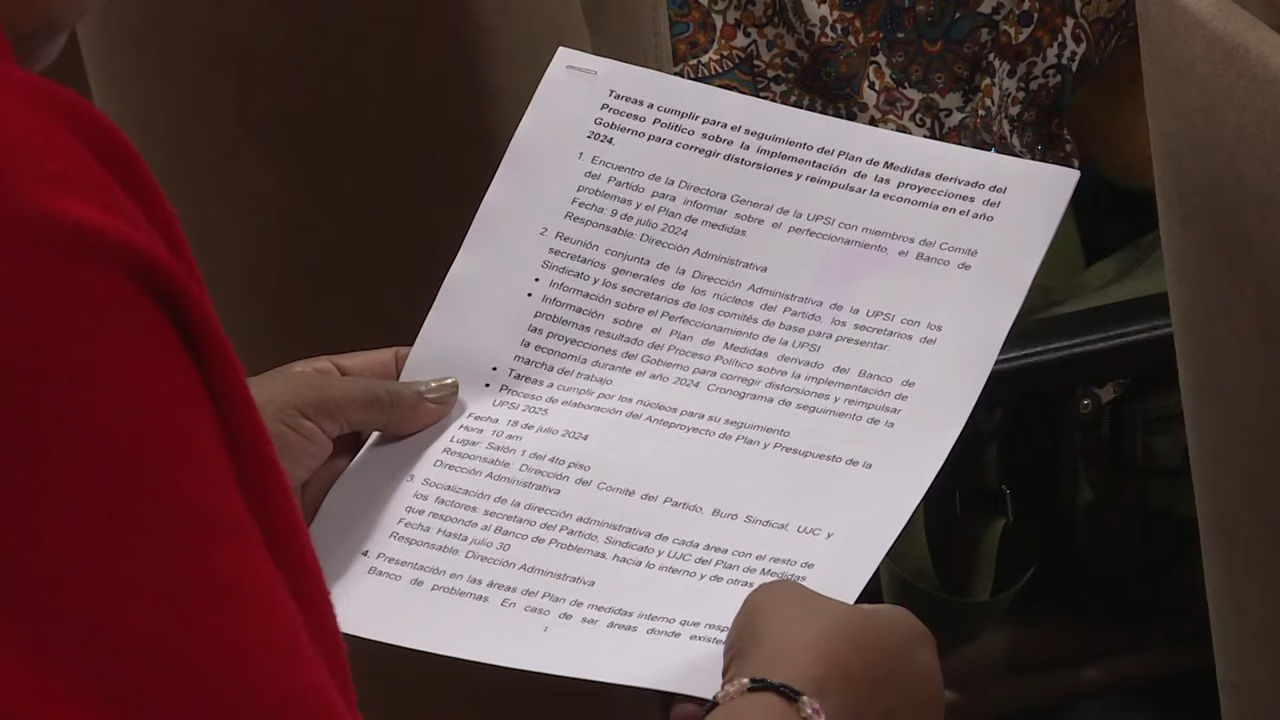 Tareas a cumplir para el seguimiento del Plan de Medidas derivado del
Proceso Político sobre la implementación de las proyecciones del
Gobierno para corregir distorsiones y reimpulsar la economía en el año
2024.
1. Encuentro de la Directora General de la UPSI con miembros del Comité
del Partido para informar sobre el perfeccionamiento, el Banco de
problemas y el Plan de medidas.
Fecha: 9 de julio 2024
Responsable: Dirección Administrativa
2. Reunión conjunta de la Dirección Administrativa de la UPSI con los
secretarios generales de los núcleos del Partido, los secretarios del
Sindicato y los secretarios de los comités de base para presentar:
• Información sobre el Perfeccionamiento de la UPSI
• Información sobre el Plan de Medidas derivado del Banco de
problemas resultado del Proceso Político sobre la implementación de
las proyecciones del Gobierno para corregir distorsiones y reimpulsar
la economía durante el año 2024. Cronograma de seguimiento de la
marcha del trabajo.
• Tareas a cumplir por los núcleos para su seguimiento.
• Proceso de elaboración del Anteproyecto de Plan y Presupuesto de la
UPSI 2025.
Fecha: 18 de julio 2024
Hora: 10 am
Lugar: Salón 1 del 4to piso
Responsable: Dirección del Comité del Partido, Buró Sindical, UJC y
Dirección Administrativa
3. Socialización de la dirección administrativa de cada área con el resto de
los factores: secretario del Partido, Sindicato y UJC del Plan de Medidas
que responde al Banco de Problemas, hacia lo interno y de otras
Fecha: Hasta julio 30
Responsable: Dirección Administrativa
4. Presentación en las áreas del Plan de medidas interno que resp
Banco de problemas. En caso de ser áreas donde existe
1